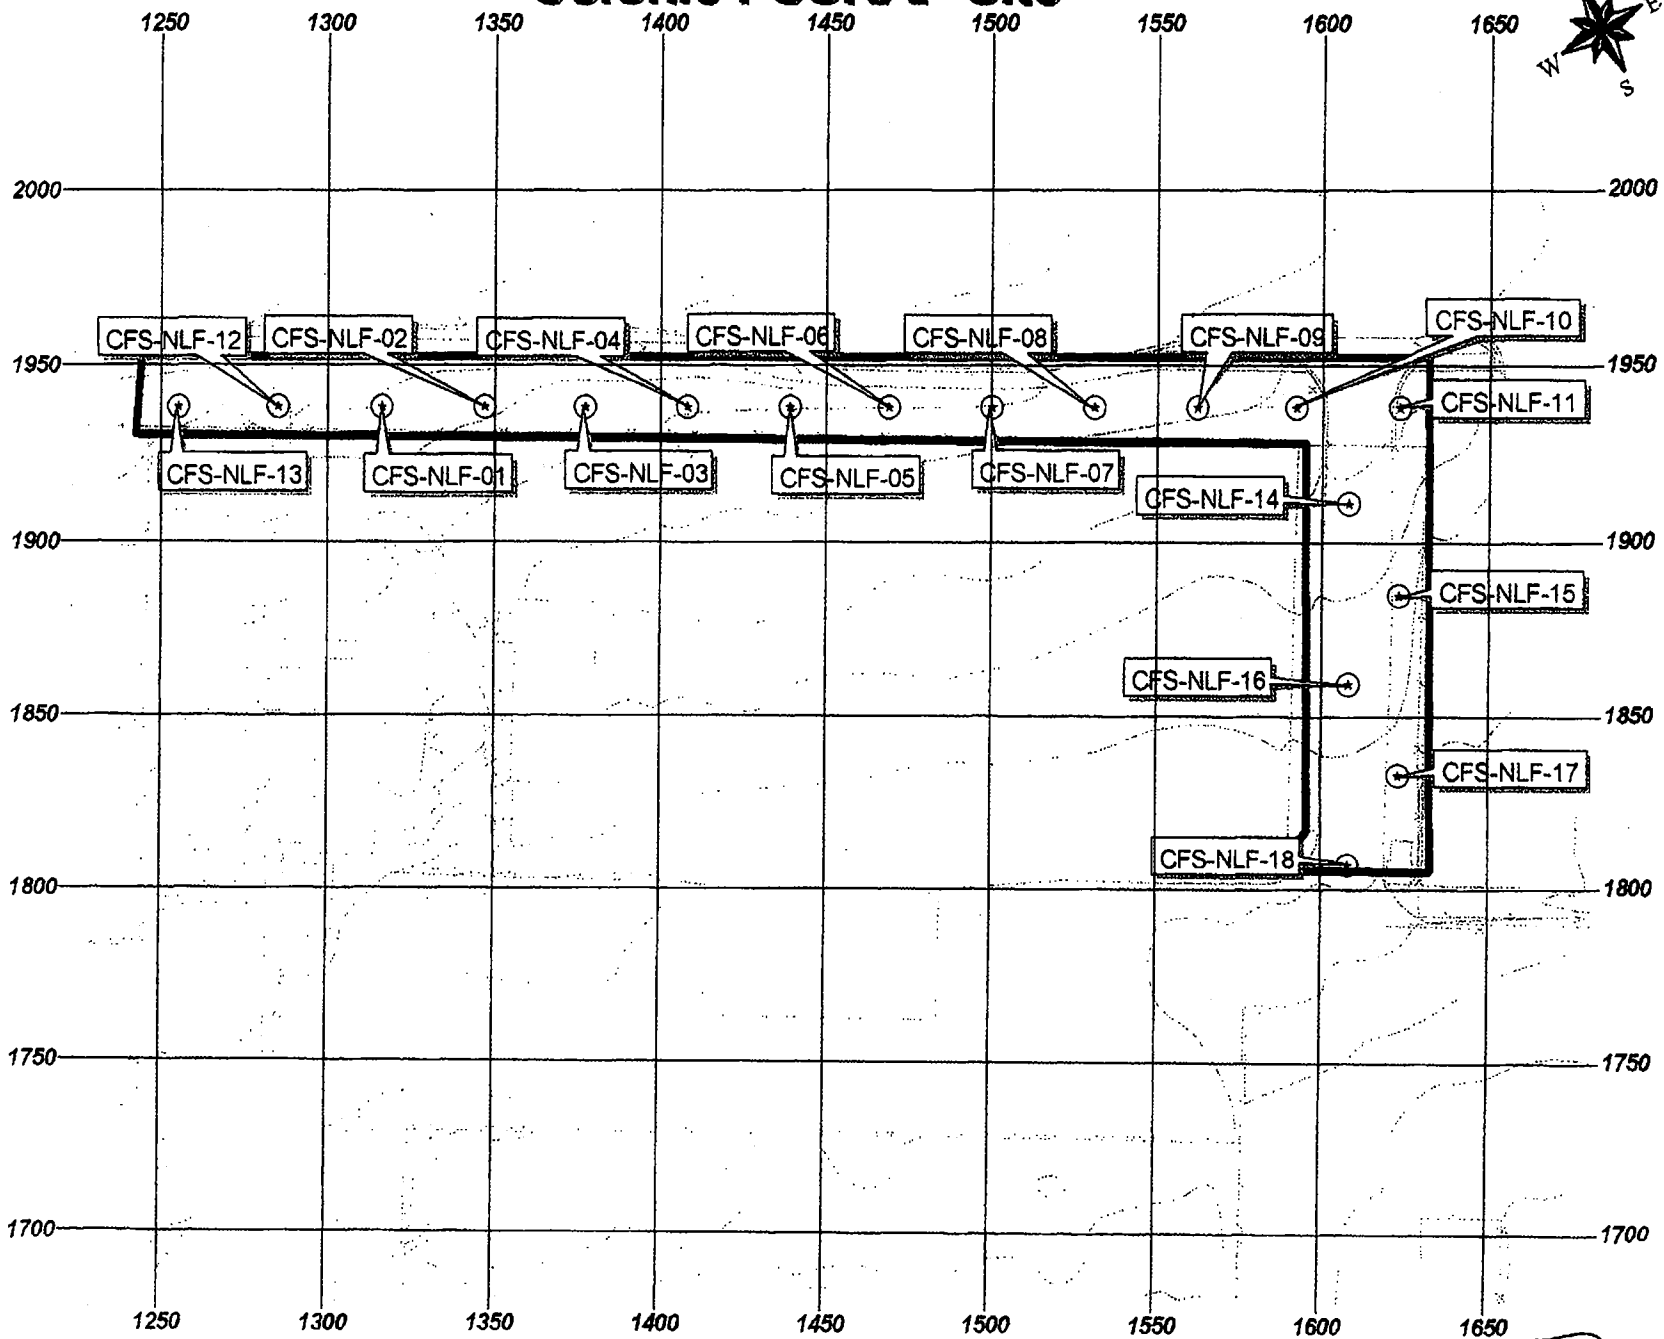 1250 1300 1350 1400 1450 1500 1550 1600 1650
E
W
S
2000 2000
CFS-NLF-10
CFS-NLF-12 CFS-NLF-02 CFS-NLF-04 CFS-NLF-06 CFS-NLF-08 CFS-NLF-09
1950 1950
CFS-NLF-11
CFS-NLF-13 CFS-NLF-01 CFS-NLF-03 CFS-NLF-05 CFS-NLF-07
CFS-NLF-14
1900 1900
CFS-NLF-15
CFS-NLF-16
1850 1850
CFS-NLF-17
CFS-NLF-18
1800 1800
1750 1750
1700 1700
1250 1300 1350 1400 1450 1500 1550 1600 1650